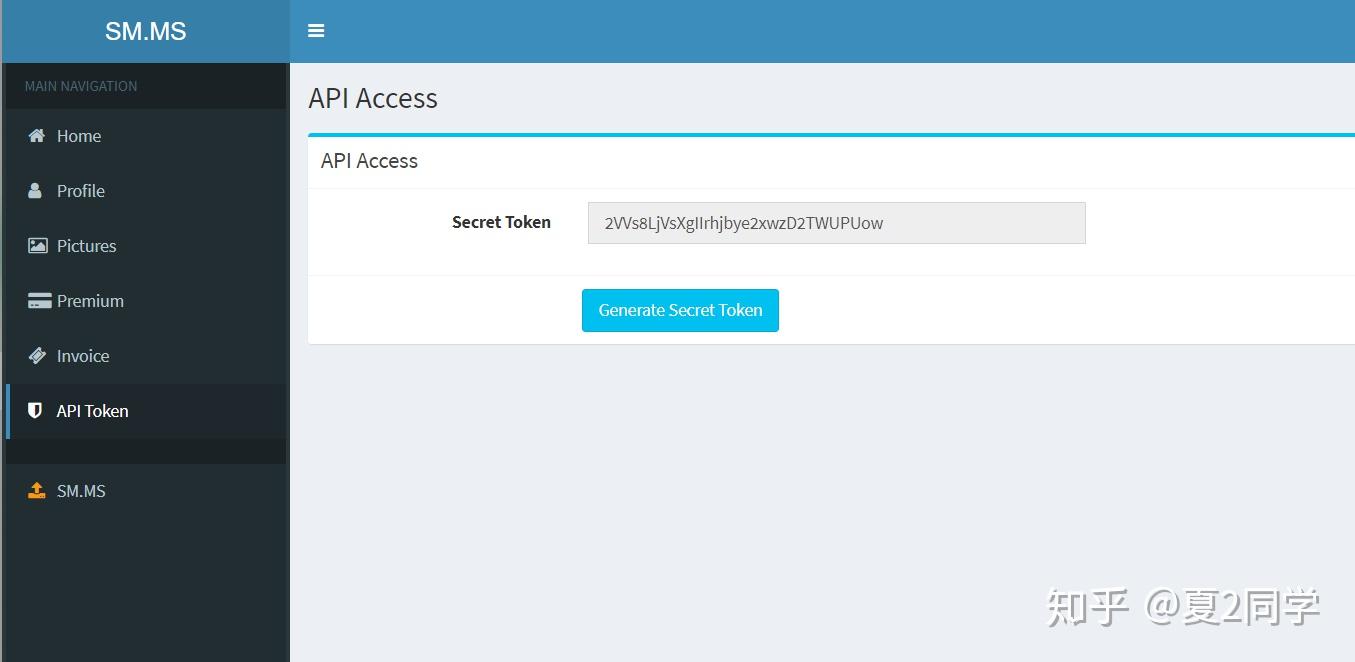 SM.MS
MAIN NAVIGATION
Home
Profile
Pictures
Premium
Invoice
API Token
SM.MS
API Access
API Access
Secret Token
2VVs8LjVsXgIIrhjbye2xwzD2TWUPUow
Generate Secret Token
知乎 @夏2同学